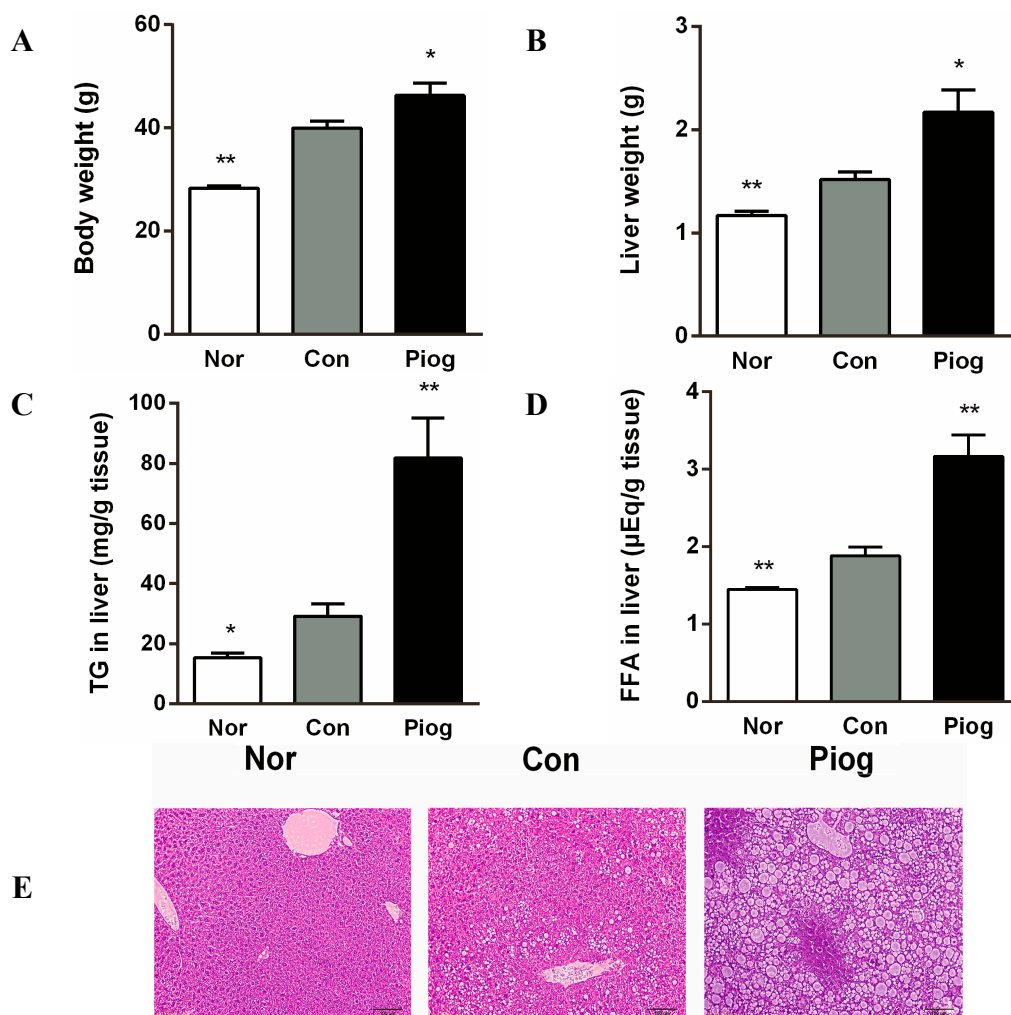 A
Body weight (g)
60
40
20
0
**
*
Nor Con Piog
B
Liver weight (g)
3
2
1
0
**
*
Nor Con Piog
C
TG in liver (mg/g tissue)
100
80
60
40
20
0
*
**
Nor Con Piog
D
FFA in liver (µEq/g tissue)
4
3
2
1
0
**
**
Nor Con Piog
E
Nor Con Piog